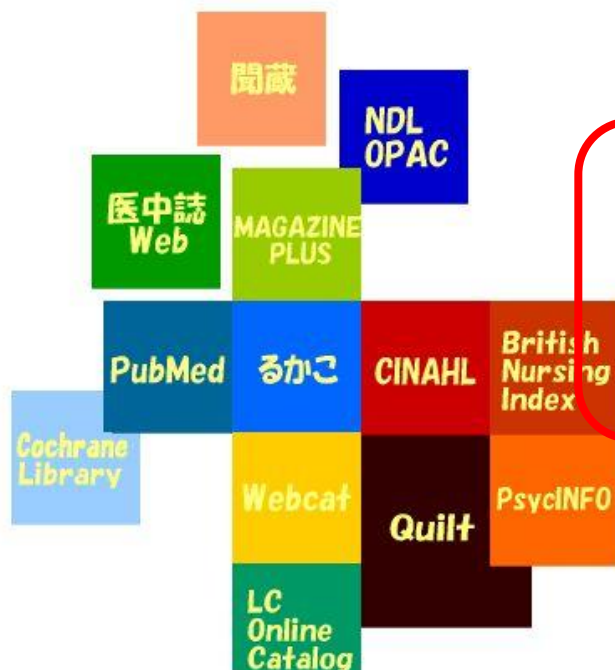 聞蔵
NDL
OPAC
医中誌
Web
MAGAZINE
PLUS
PubMed
るかこ
CINAHL
British
Nursing
Index
Cochrane
Library
Webcat
Quilt
PsycINFO
LC
Online
Catalog